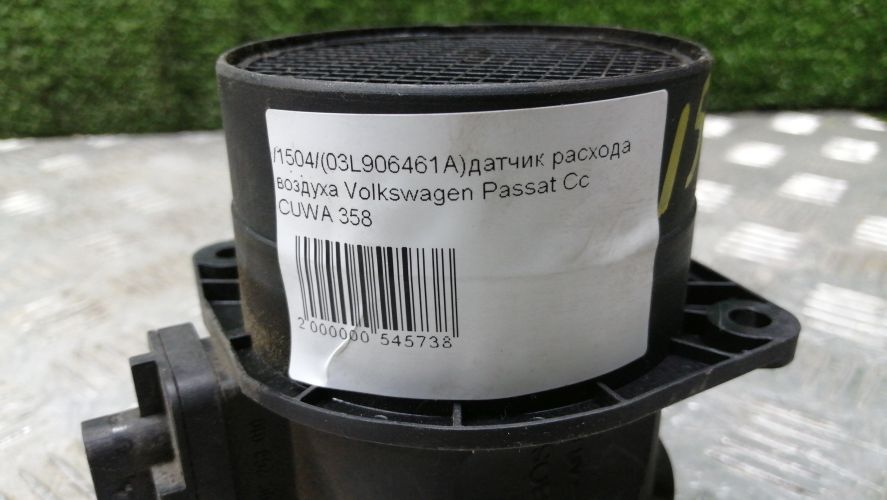 /1504/(03L906461A)датчик расхода
воздуха Volkswagen Passat Cc
CUWA 358
2 000000 545738